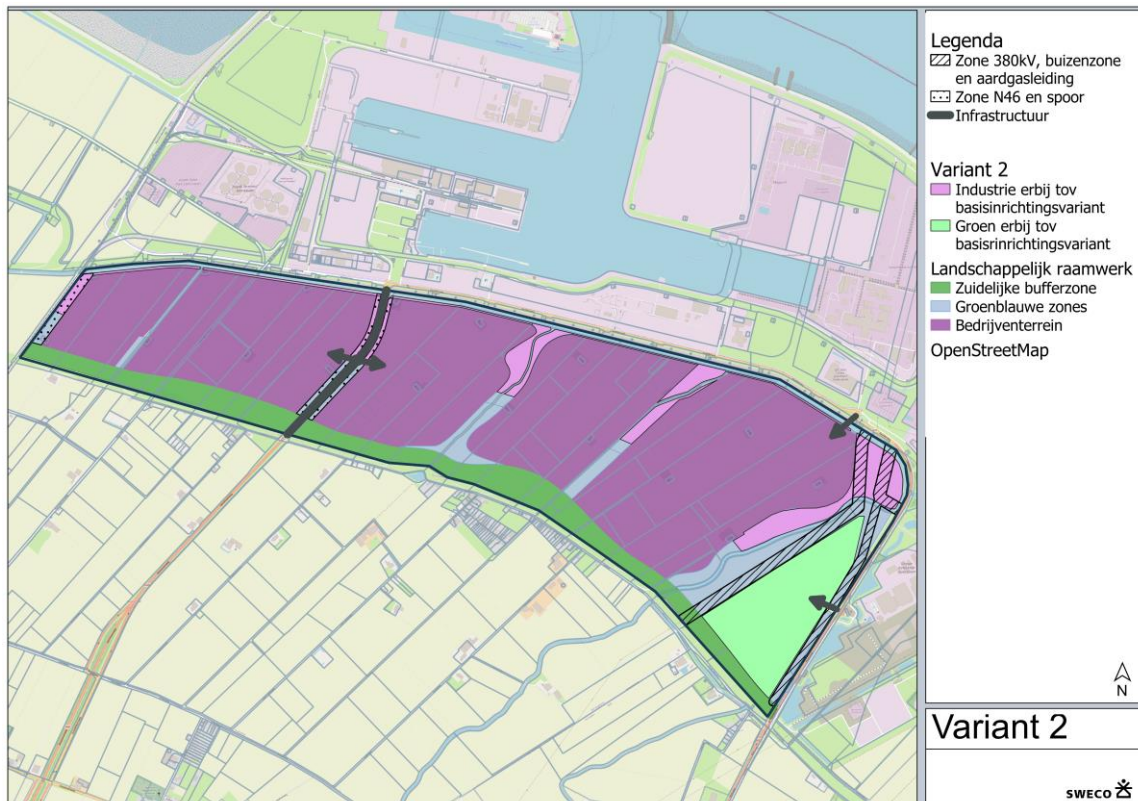 Legenda
Zone 380kV, buizenzone
en aardgasleiding
Zone N46 en spoor
Infrastructuur
Variant 2
Industrie erbij tov
basisinrichtingsvariant
Groen erbij tov
basisrinrichtingsvariant
Landschappelijk raamwerk
Zuidelijke bufferzone
Groenblauwe zones
Bedrijventerrein
OpenStreetMap
N
Variant 2
SWECO